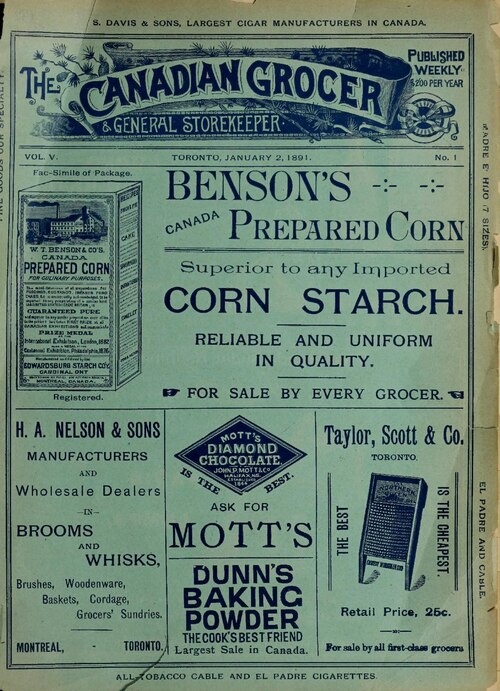 S. DAVIS & SONS, LARGEST CIGAR MANUFACTURERS IN CANADA.
THE CANADIAN GROCER
& GENERAL STOREKEEPER
PUBLISHED
WEEKLY
$2.00 PER YEAR
VOL. V.
TORONTO, JANUARY 2, 1891.
No. 1
Fac-Simile of Package.
W. T. BENSON & CO'S.
CANADA
PREPARED CORN
FOR CULINARY PURPOSES.
GUARANTEED PURE
PRIZE MEDAL
International Exhibition, London, 1862
Centennial Exhibition, Philadelphia, 1876
EDWARDSBURG STARCH CO.
CARDINAL ONT
MONTREAL, CANADA.
Registered.
BENSON'S
CANADA PREPARED CORN
Superior to any Imported
CORN STARCH.
RELIABLE AND UNIFORM
IN QUALITY.
FOR SALE BY EVERY GROCER.
H. A. NELSON & SONS
MANUFACTURERS
AND
Wholesale Dealers
—IN—
BROOMS
AND
WHISKS,
Brushes, Woodenware,
Baskets, Cordage,
Grocers' Sundries.
MONTREAL, - TORONTO.
MOTT'S
DIAMOND
CHOCOLATE.
JOHN P. MOTT & CO
HALIFAX, N.S.
ESTABLISHED
1844
IS THE BEST.
ASK FOR
MOTT'S
DUNN'S
BAKING
POWDER
THE COOK'S BEST FRIEND
Largest Sale in Canada.
Taylor, Scott & Co.
TORONTO.
THE BEST
IS THE CHEAPEST.
Retail Price, 25c.
For sale by all first-class grocers
EL PADRE AND CABLE.
ALL-TOBACCO CABLE AND EL PADRE CIGARETTES.